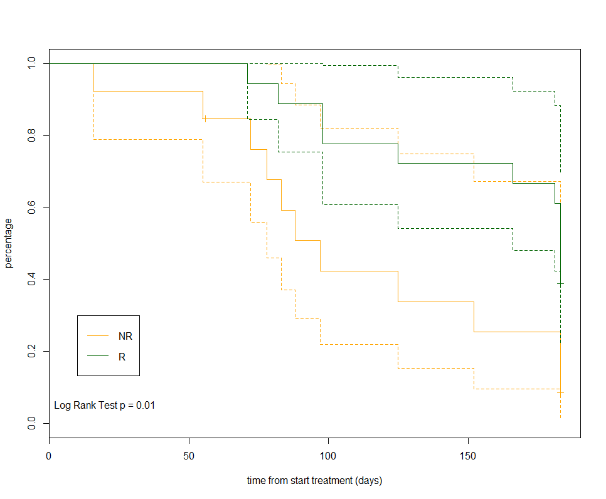 percentage
1.0
0.8
0.6
0.4
0.2
0.0
NR
R
Log Rank Test p = 0.01
0 50 100 150
time from start treatment (days)